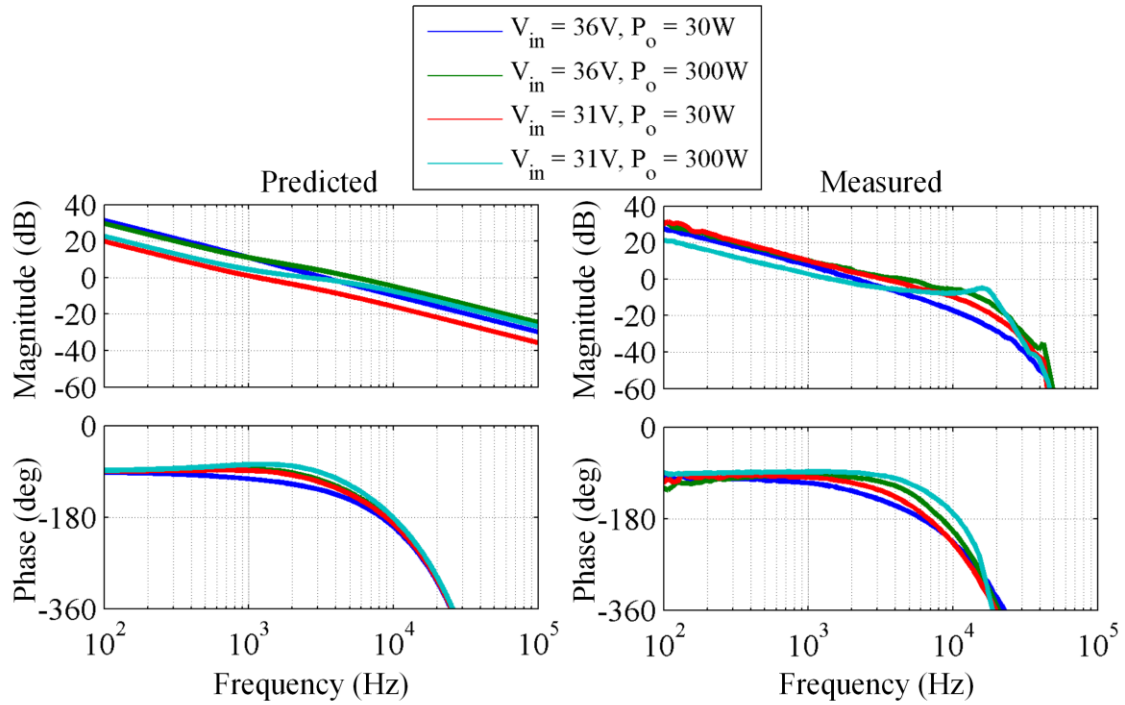 V_in = 36V, P_o = 30W
V_in = 36V, P_o = 300W
V_in = 31V, P_o = 30W
V_in = 31V, P_o = 300W
Predicted
Measured
Magnitude (dB)
40
20
0
-20
-40
-60
Magnitude (dB)
40
20
0
-20
-40
-60
Phase (deg)
0
-180
-360
Phase (deg)
0
-180
-360
10^2 10^3 10^4 10^5
10^2 10^3 10^4 10^5
Frequency (Hz)
Frequency (Hz)